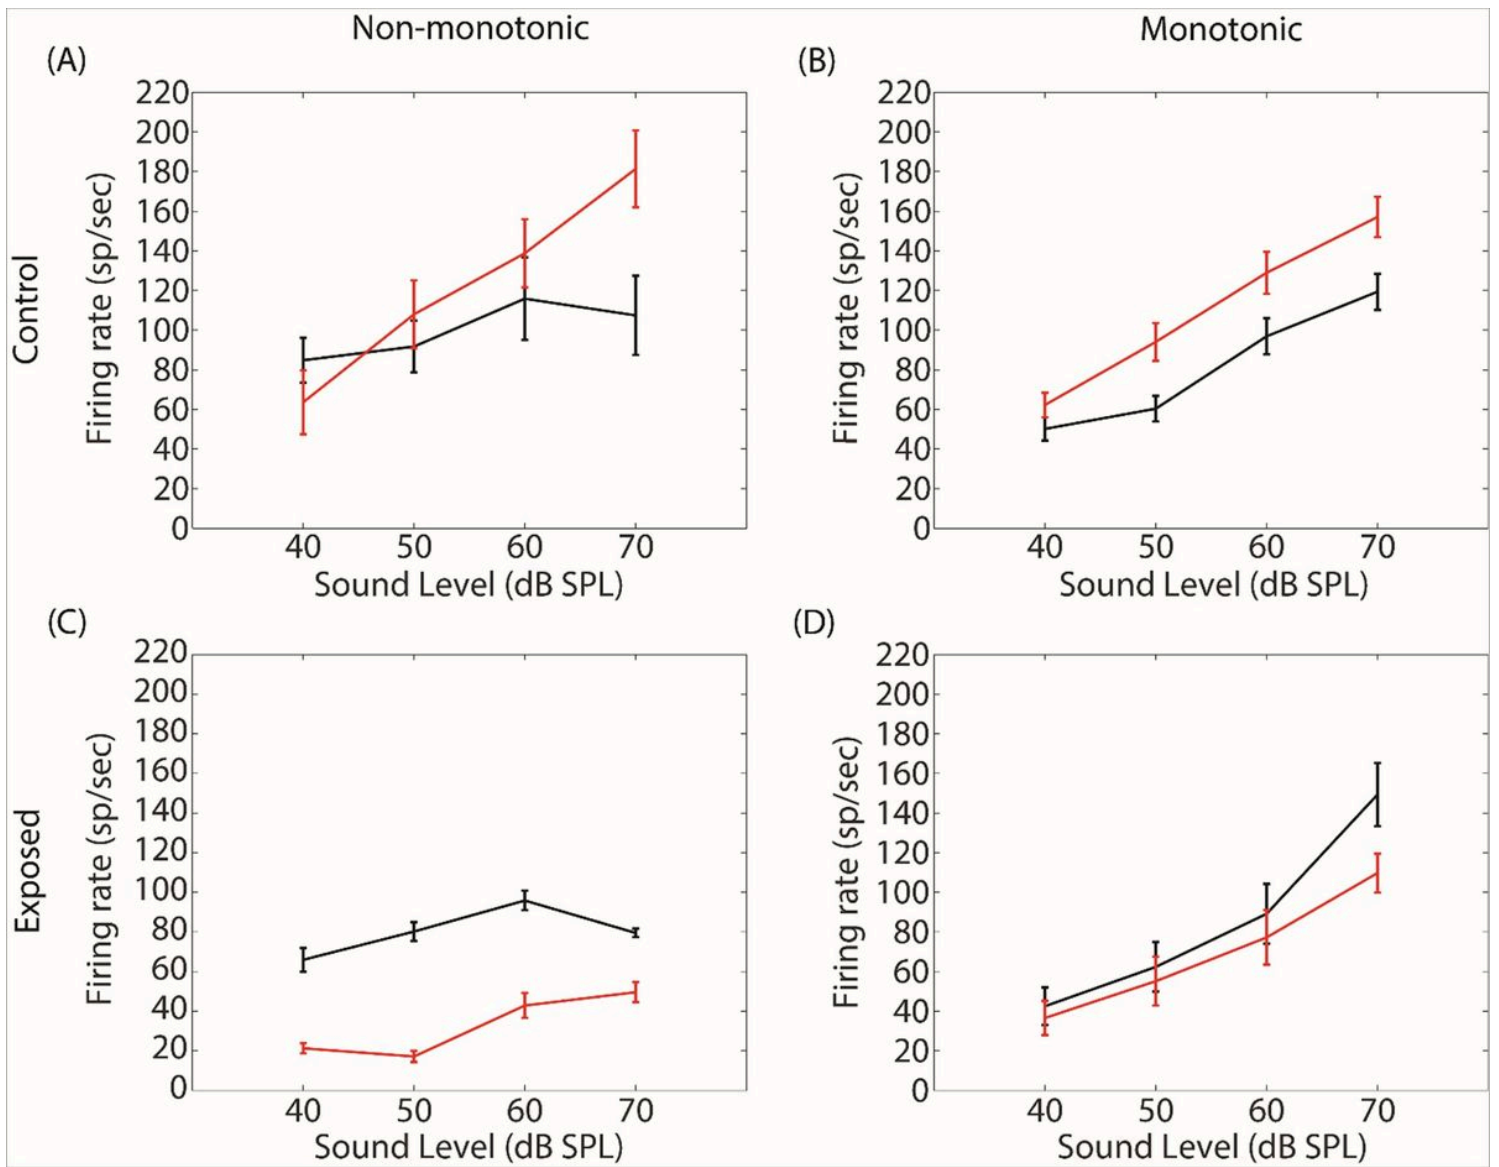 Non-monotonic
Monotonic
(A)
(B)
Control
Firing rate (sp/sec)
220
200
180
160
140
120
100
80
60
40
20
0
40 50 60 70
Sound Level (dB SPL)
Firing rate (sp/sec)
220
200
180
160
140
120
100
80
60
40
20
0
40 50 60 70
Sound Level (dB SPL)
(C)
(D)
Exposed
Firing rate (sp/sec)
220
200
180
160
140
120
100
80
60
40
20
0
40 50 60 70
Sound Level (dB SPL)
Firing rate (sp/sec)
220
200
180
160
140
120
100
80
60
40
20
0
40 50 60 70
Sound Level (dB SPL)